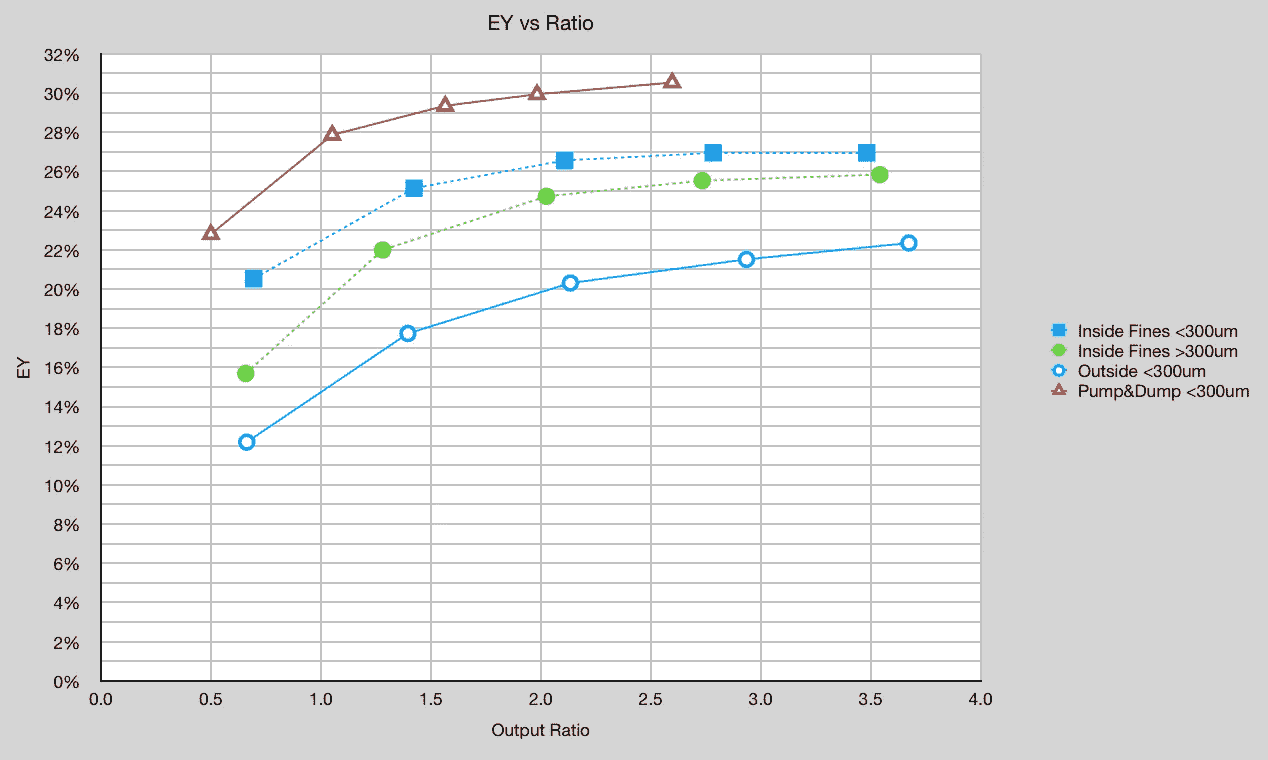 EY vs Ratio
32%
30%
28%
26%
24%
22%
20%
18%
16%
14%
12%
10%
8%
6%
4%
2%
0%
EY
0.0 0.5 1.0 1.5 2.0 2.5 3.0 3.5 4.0
Output Ratio
Inside Fines <300um
Inside Fines >300um
Outside <300um
Pump&Dump <300um